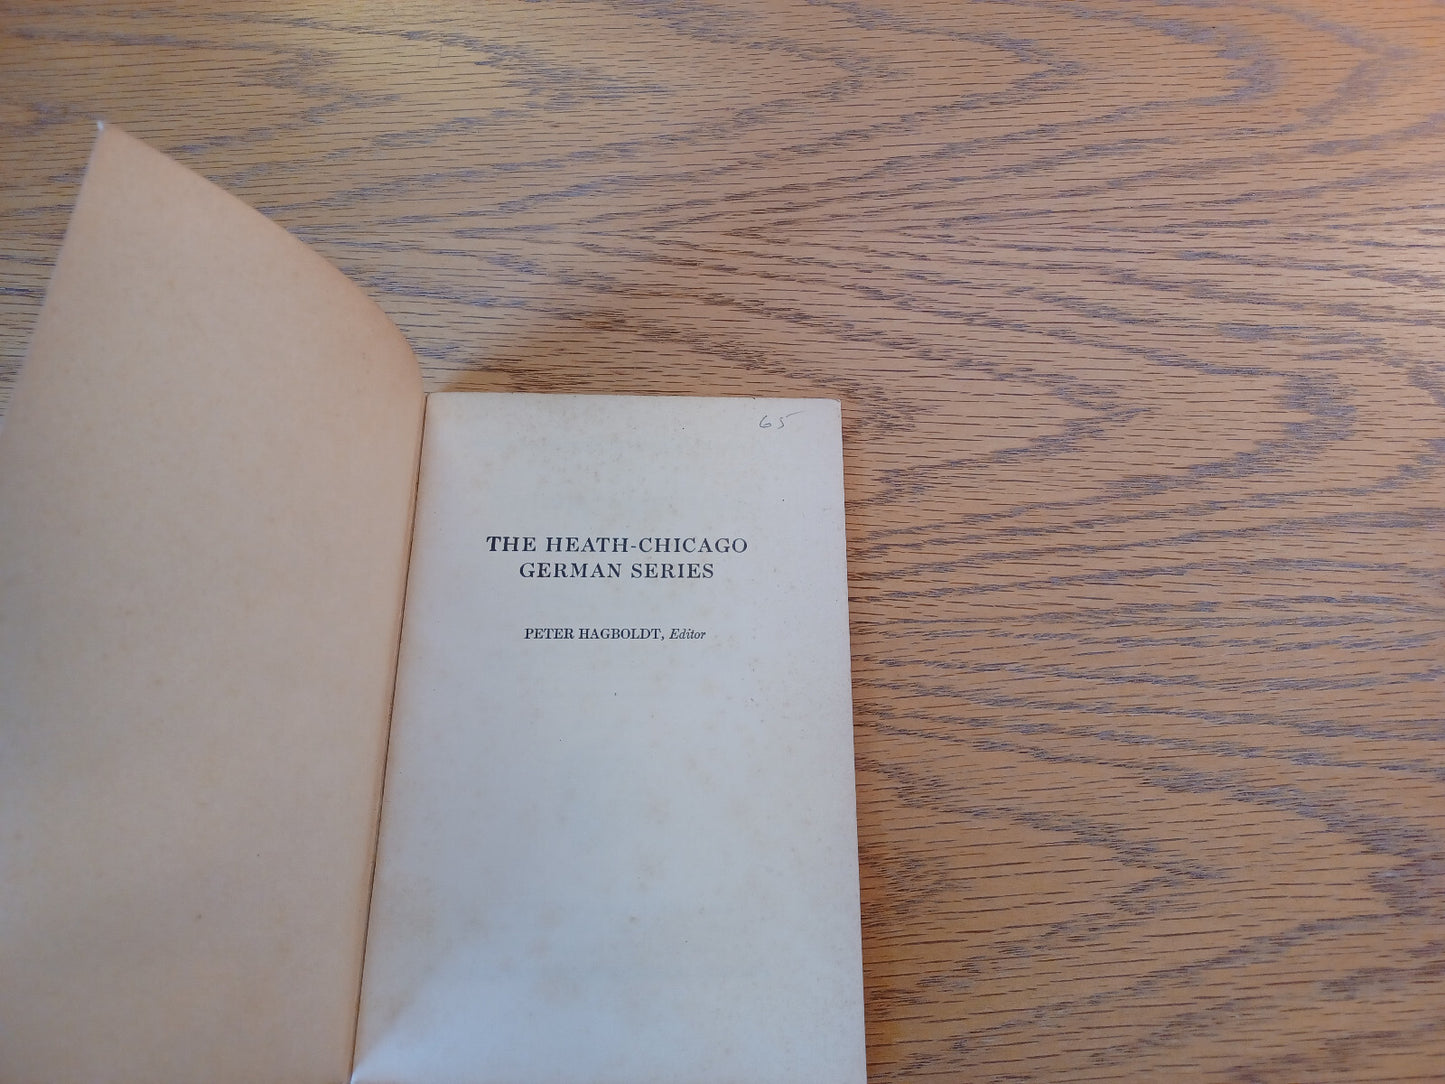 65
THE HEATH-CHICAGO
GERMAN SERIES
PETER HAGBOLDT, Editor